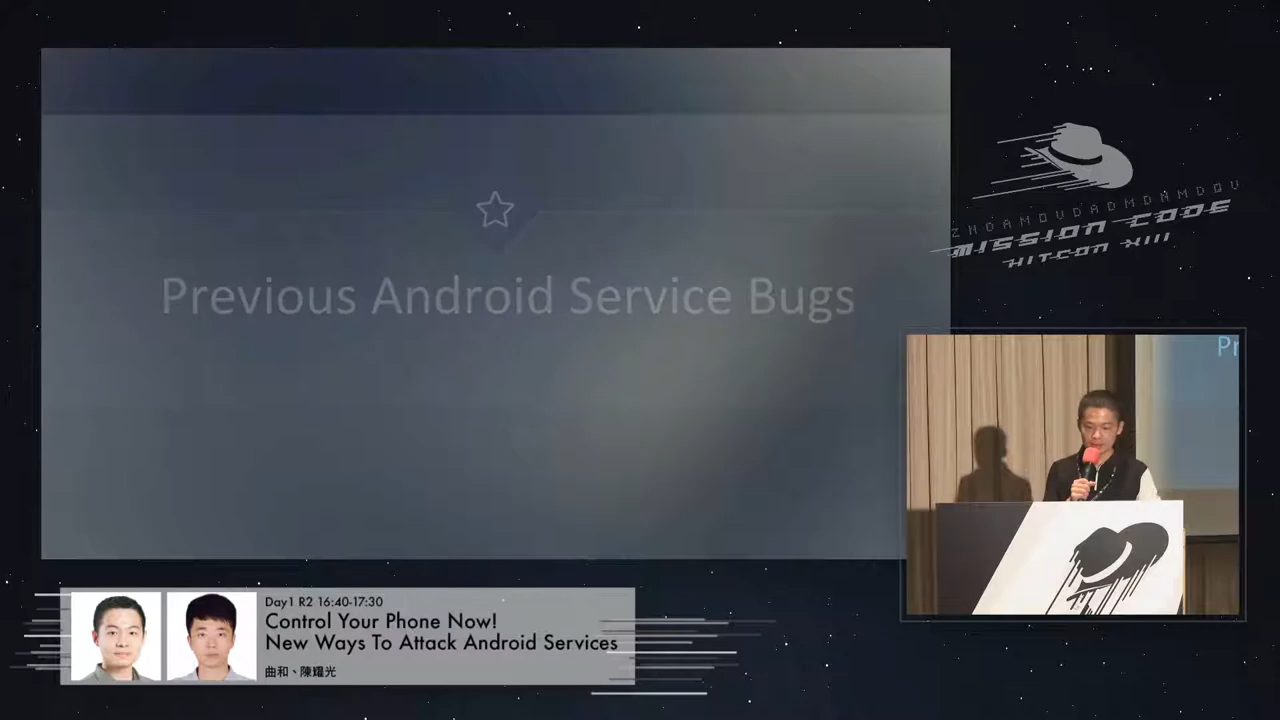 Previous Android Service Bugs
MISSION CODE
HITCON XIII
Pr
Day1 R2 16:40-17:30
Control Your Phone Now!
New Ways To Attack Android Services
曲和、陳耀光